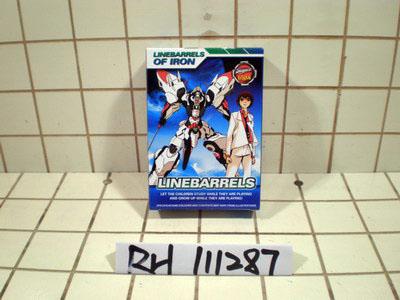 LINEBARRELS
OF IRON
LINEBARRELS
LET THE CHILDREN STUDY WHILE THEY ARE PLAYING
AND GROW UP WHILE THEY ARE PLAYING!
RH 111287